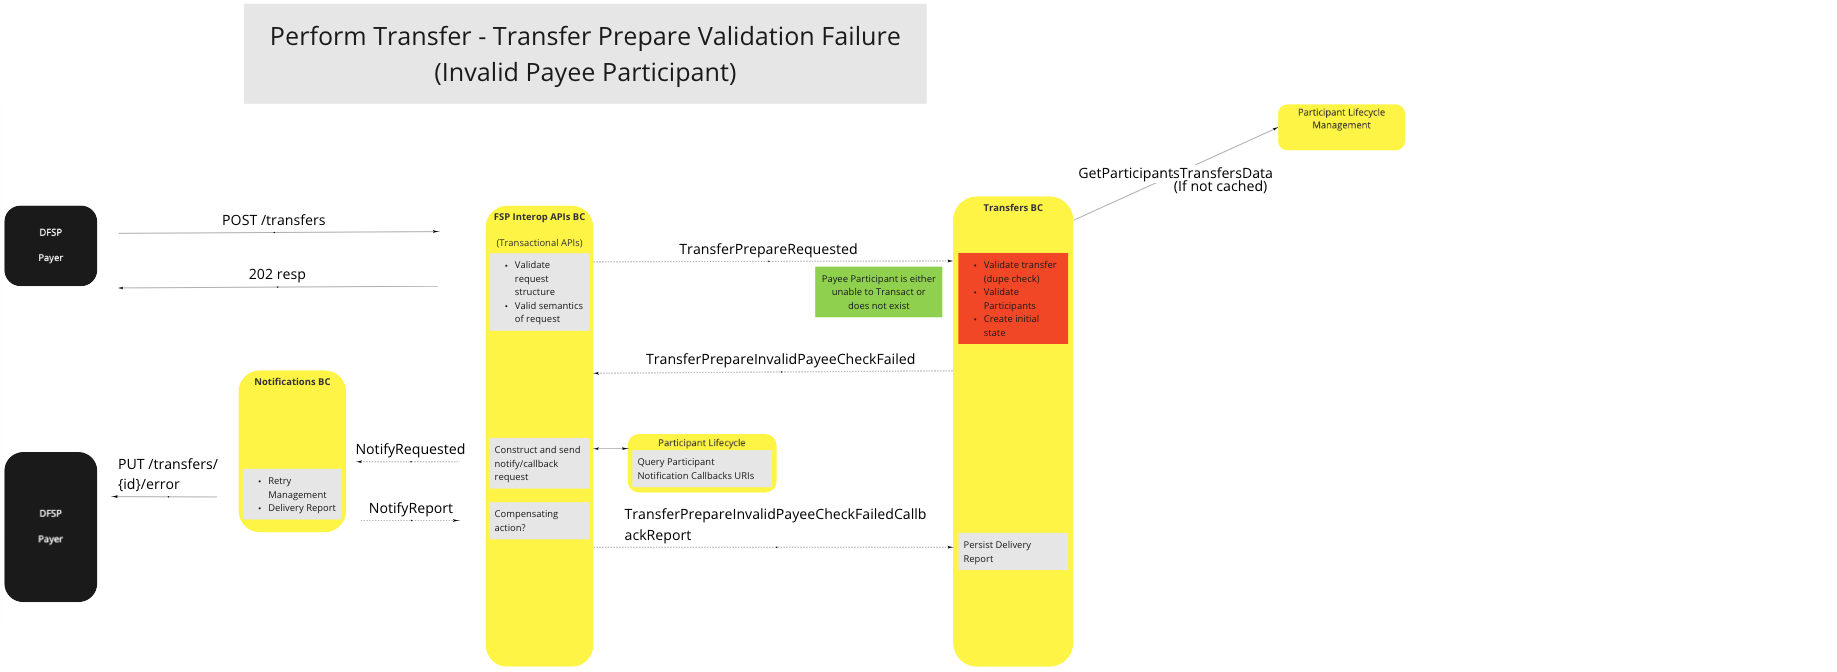 Perform Transfer - Transfer Prepare Validation Failure
(Invalid Payee Participant)
Participant Lifecycle
Management
GetParticipantsTransfersData
(If not cached)
DFSP
Payer
POST /transfers
202 resp
FSP Interop APIs BC
(Transactional APIs)
• Validate
request
structure
• Valid semantics
of request
TransferPrepareRequested
Payee Participant is either
unable to Transact or
does not exist
Transfers BC
• Validate transfer
(dupe check)
• Validate
Participants
• Create initial
state
TransferPrepareInvalidPayeeCheckFailed
Notifications BC
• Retry
Management
• Delivery Report
NotifyRequested
Construct and send
notify/callback
request
Participant Lifecycle
Query Participant
Notification Callbacks URIs
PUT /transfers/
{id}/error
DFSP
Payer
NotifyReport
Compensating
action?
TransferPrepareInvalidPayeeCheckFailedCallb
ackReport
Persist Delivery
Report